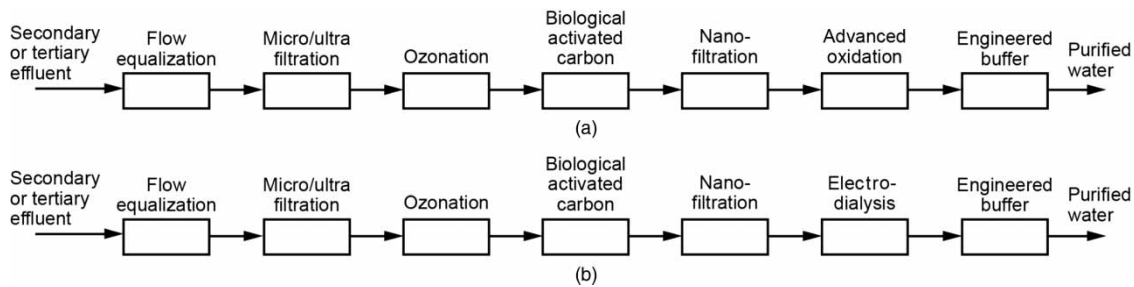 Secondary
or tertiary
effluent
Flow
equalization
Micro/ultra
filtration
Ozonation
Biological
activated
carbon
Nano-
filtration
Advanced
oxidation
Engineered
buffer
Purified
water
(a)
Secondary
or tertiary
effluent
Flow
equalization
Micro/ultra
filtration
Ozonation
Biological
activated
carbon
Nano-
filtration
Electro-
dialysis
Engineered
buffer
Purified
water
(b)